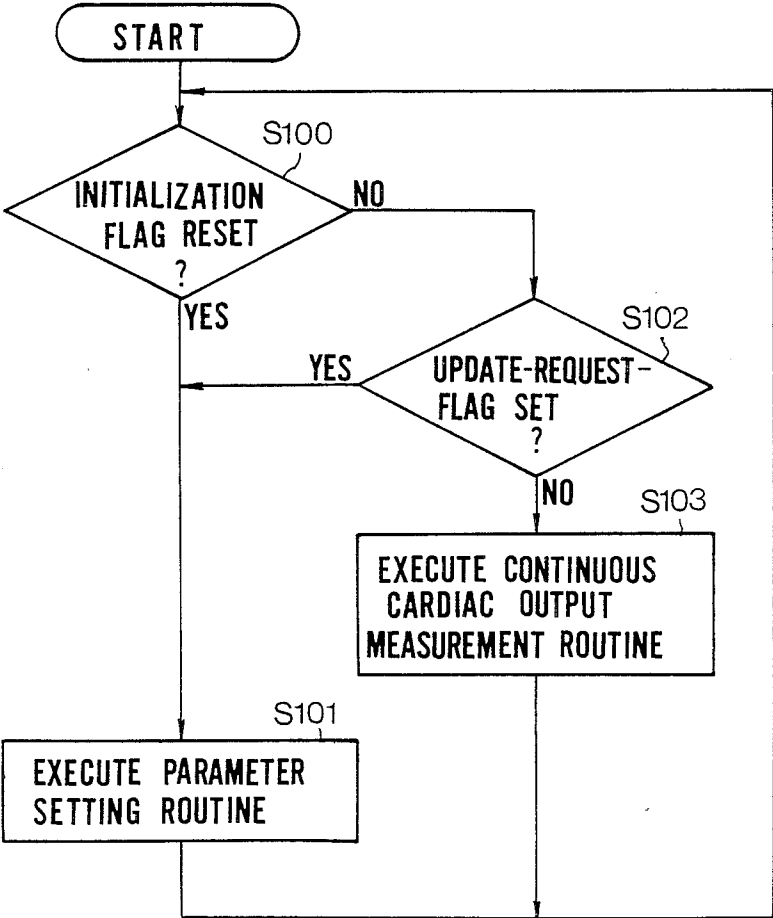 START
S100
INITIALIZATION
FLAG RESET
?
NO
YES
S102
YES
UPDATE-REQUEST-
FLAG SET
?
NO
S103
EXECUTE CONTINUOUS
CARDIAC OUTPUT
MEASUREMENT ROUTINE
S101
EXECUTE PARAMETER
SETTING ROUTINE